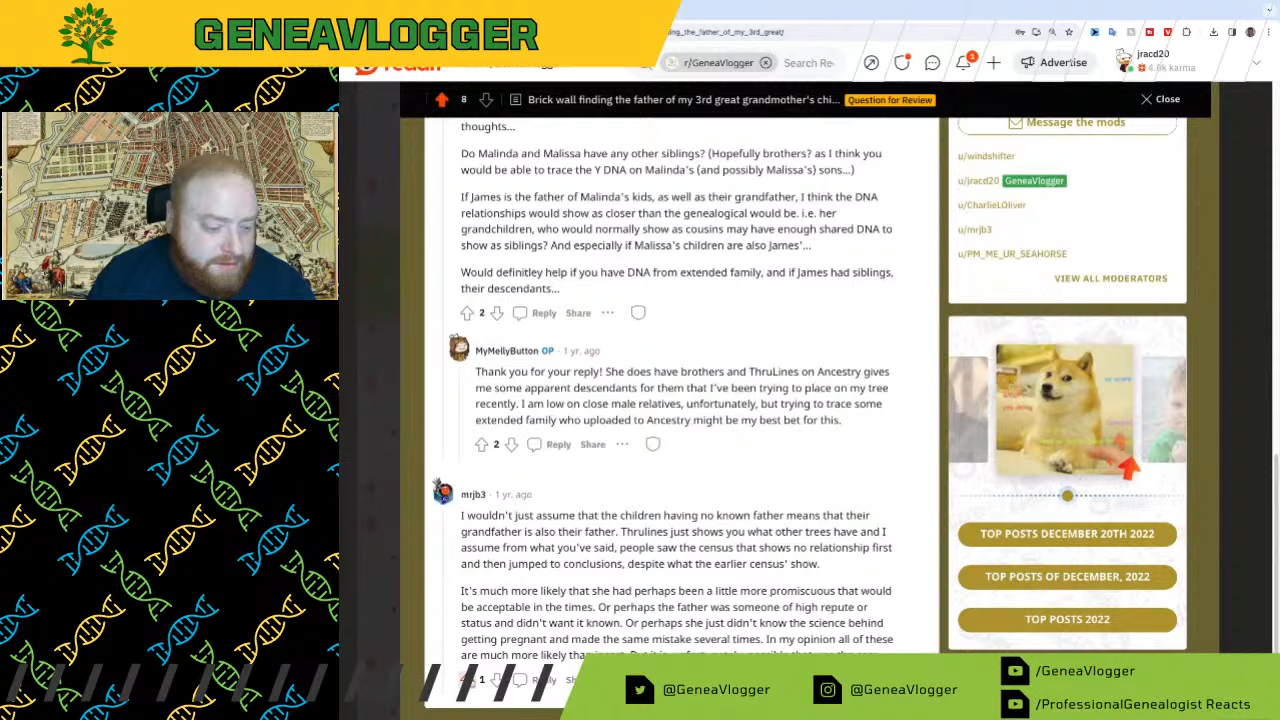 GENEAVLOGGER
ing_the_father_of_my_3rd_great/
reddit
r/GeneaVlogger
Search Re
1
Advertise
jracd20
4.0k karma
8
Brick wall finding the father of my 3rd great grandmother's chi...
Question for Review
Close
thoughts...
Do Malinda and Malissa have any other siblings? (Hopefully brothers? as I think you
would be able to trace the Y DNA on Malinda's (and possibly Malissa's) sons...)
If James is the father of Malinda's kids, as well as their grandfather, I think the DNA
relationships would show as closer than the genealogical would be. i.e. her
grandchildren, who would normally show as cousins may have enough shared DNA to
show as siblings? And especially if Malissa's children are also James'...
Would definitley help if you have DNA from extended family, and if James had siblings,
their descendants...
2
Reply
Share
MyMellyButton OP · 1 yr. ago
Thank you for your reply! She does have brothers and ThruLines on Ancestry gives
me some apparent descendants for them that I've been trying to place on my tree
recently. I am low on close male relatives, unfortunately, but trying to trace some
extended family who uploaded to Ancestry might be my best bet for this.
2
Reply
Share
mrjb3 · 1 yr. ago
I wouldn't just assume that the children having no known father means that their
grandfather is also their father. Thrulines just shows you what other trees have and I
assume from what you've said, people saw the census that shows no relationship first
and then jumped to conclusions, despite what the earlier census' show.
It's much more likely that she had perhaps been a little more promiscuous that would
be acceptable in the times. Or perhaps the father was someone of high repute or
status and didn't want it known. Or perhaps she just didn't know the science behind
getting pregnant and made the same mistake several times. In my opinion all of these
are much more likely than
1
Message the mods
u/windshifter
u/jracd20 GeneaVlogger
u/CharlieLOliver
u/mrjb3
u/PM_ME_UR_SEAHORSE
VIEW ALL MODERATORS
TOP POSTS DECEMBER 20TH 2022
TOP POSTS OF DECEMBER, 2022
TOP POSTS 2022
@GeneaVlogger
@GeneaVlogger
/GeneaVlogger
/ProfessionalGenealogist Reacts